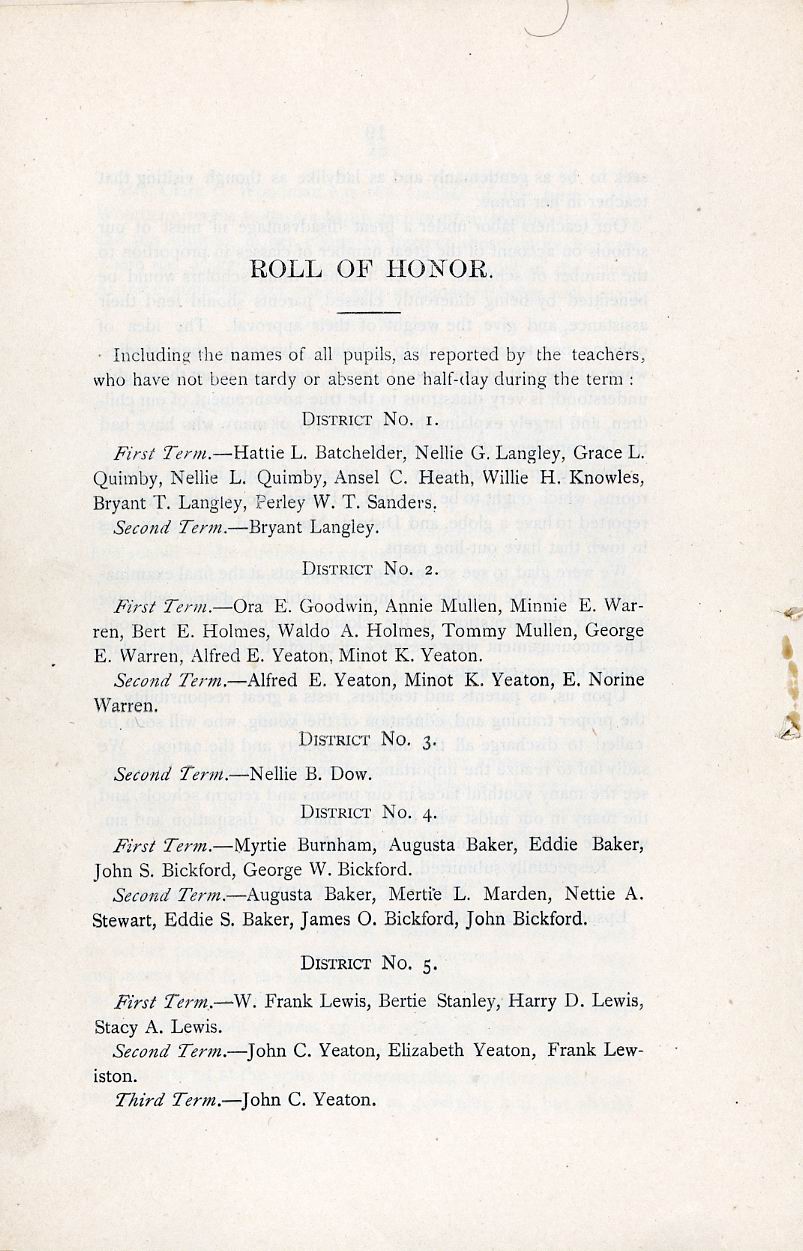 ROLL OF HONOR.
Including the names of all pupils, as reported by the teachers,
who have not been tardy or absent one half-day during the term :
DISTRICT NO. 1.
First Term.—Hattie L. Batchelder, Nellie G. Langley, Grace L.
Quimby, Nellie L. Quimby, Ansel C. Heath, Willie H. Knowles,
Bryant T. Langley, Perley W. T. Sanders.
Second Term.—Bryant Langley.
DISTRICT NO. 2.
First Term.—Ora E. Goodwin, Annie Mullen, Minnie E. War-
ren, Bert E. Holmes, Waldo A. Holmes, Tommy Mullen, George
E. Warren, Alfred E. Yeaton, Minot K. Yeaton.
Second Term.—Alfred E. Yeaton, Minot K. Yeaton, E. Norine
Warren.
DISTRICT NO. 3.
Second Term.—Nellie B. Dow.
DISTRICT NO. 4.
First Term.—Myrtie Burnham, Augusta Baker, Eddie Baker,
John S. Bickford, George W. Bickford.
Second Term.—Augusta Baker, Mertie L. Marden, Nettie A.
Stewart, Eddie S. Baker, James O. Bickford, John Bickford.
DISTRICT NO. 5.
First Term.—W. Frank Lewis, Bertie Stanley, Harry D. Lewis,
Stacy A. Lewis.
Second Term.—John C. Yeaton, Elizabeth Yeaton, Frank Lew-
iston.
Third Term.—John C. Yeaton.